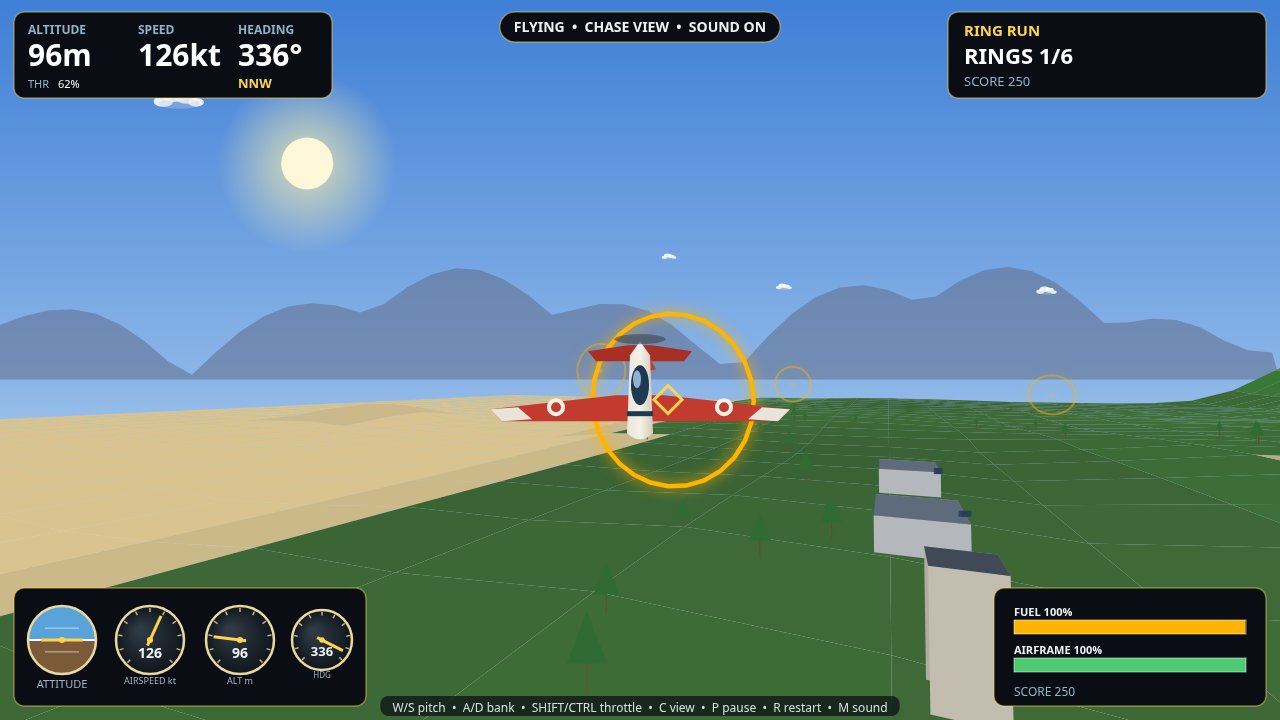 ALTITUDE SPEED HEADING
96m 126kt 336°
THR 62% NNW
FLYING • CHASE VIEW • SOUND ON
RING RUN
RINGS 1/6
SCORE 250
126 96 336
ATTITUDE AIRSPEED kt ALT m HDG
W/S pitch • A/D bank • SHIFT/CTRL throttle • C view • P pause • R restart • M sound
FUEL 100%
AIRFRAME 100%
SCORE 250